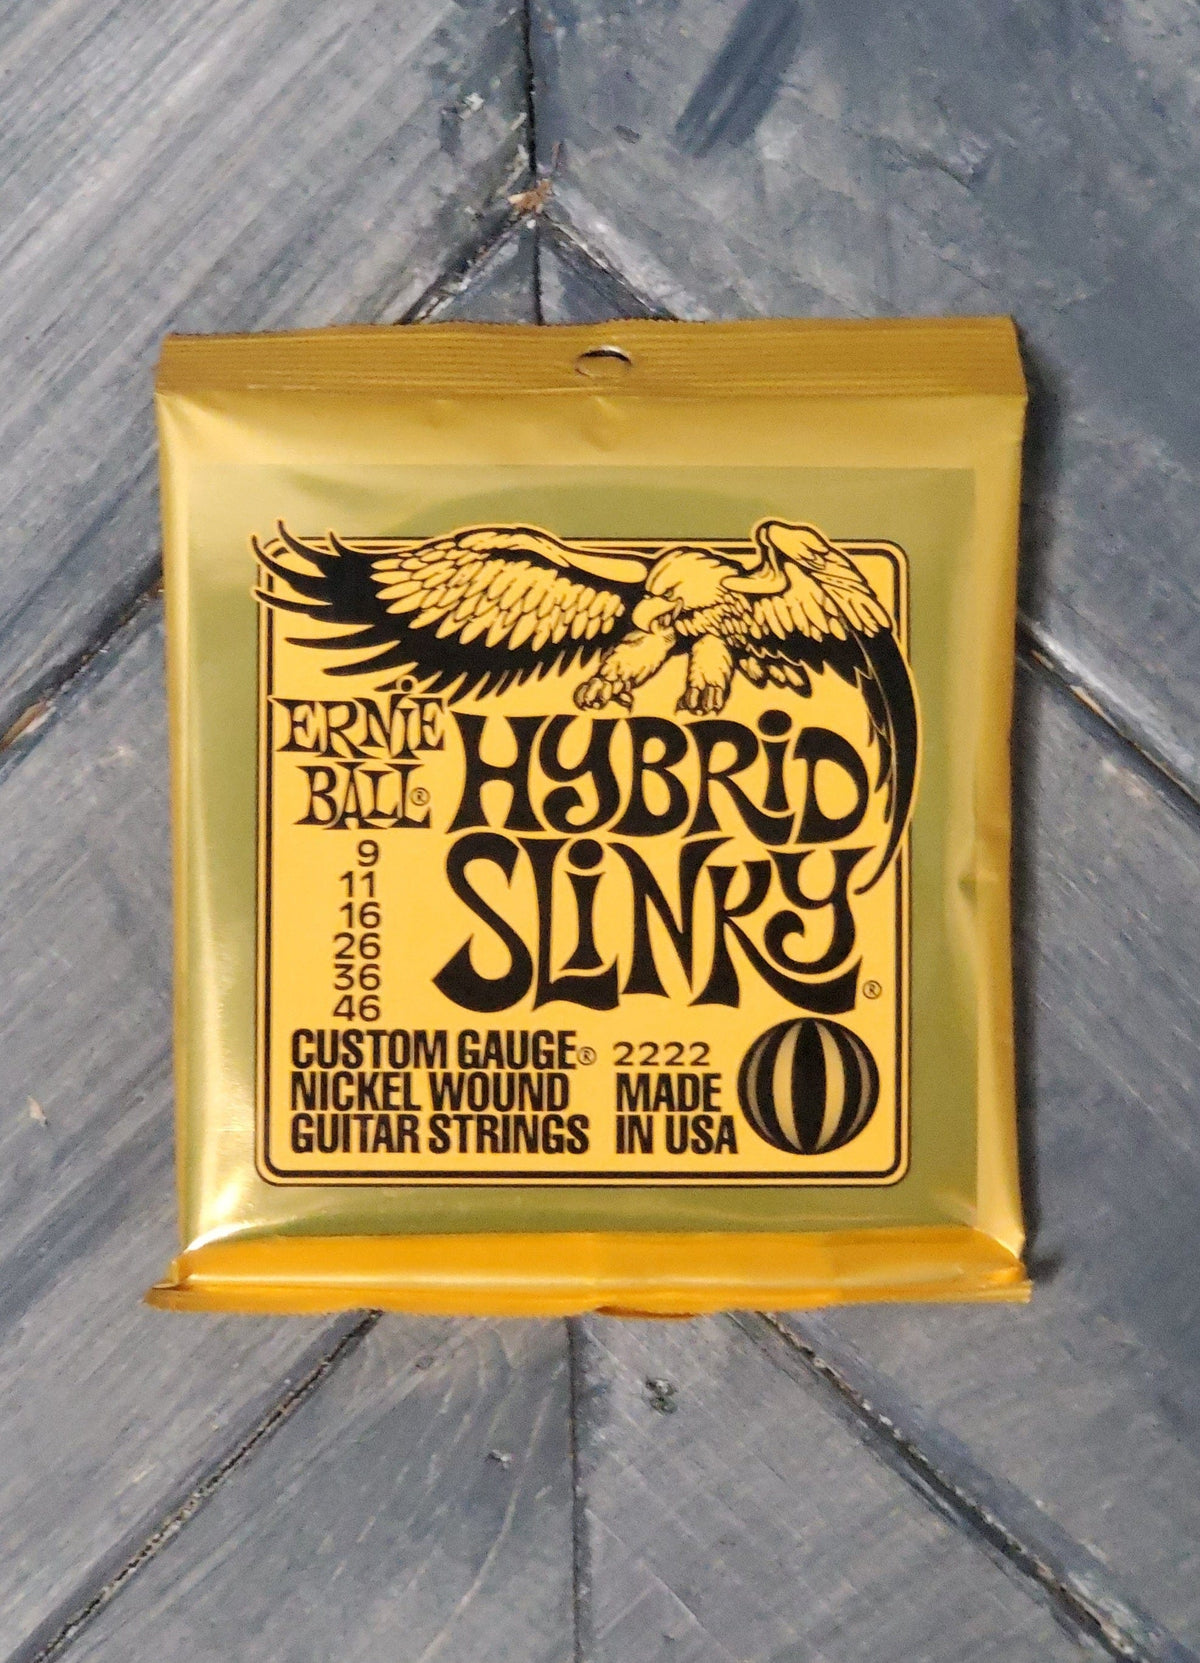 ERNiE
BALL®
HYBRiD
SLiNKY®
9
11
16
26
36
46
CUSTOM GAUGE®
NICKEL WOUND
GUITAR STRINGS
2222
MADE
IN USA